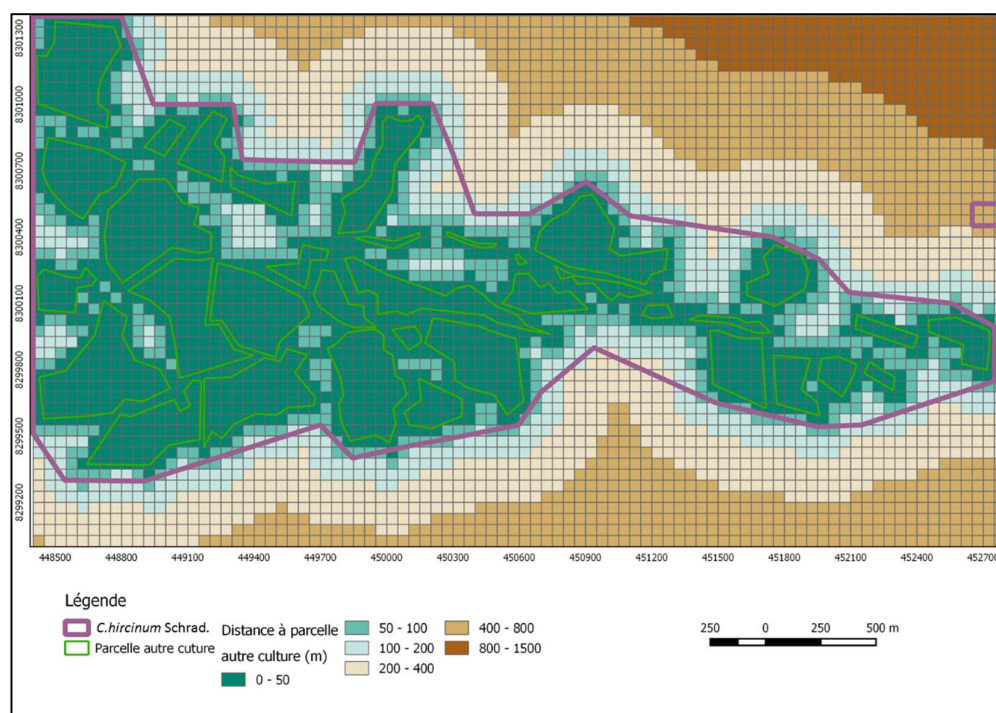 8301300
8301000
8300700
8300400
8300100
8299800
8299500
8299200
448500 448800 449100 449400 449700 450000 450300 450600 450900 451200 451500 451800 452100 452400 452700
Légende
C.hircinum Schrad.
Parcelle autre cuture
Distance à parcelle
autre culture (m)
0 - 50
50 - 100
100 - 200
200 - 400
400 - 800
800 - 1500
250 0 250 500 m